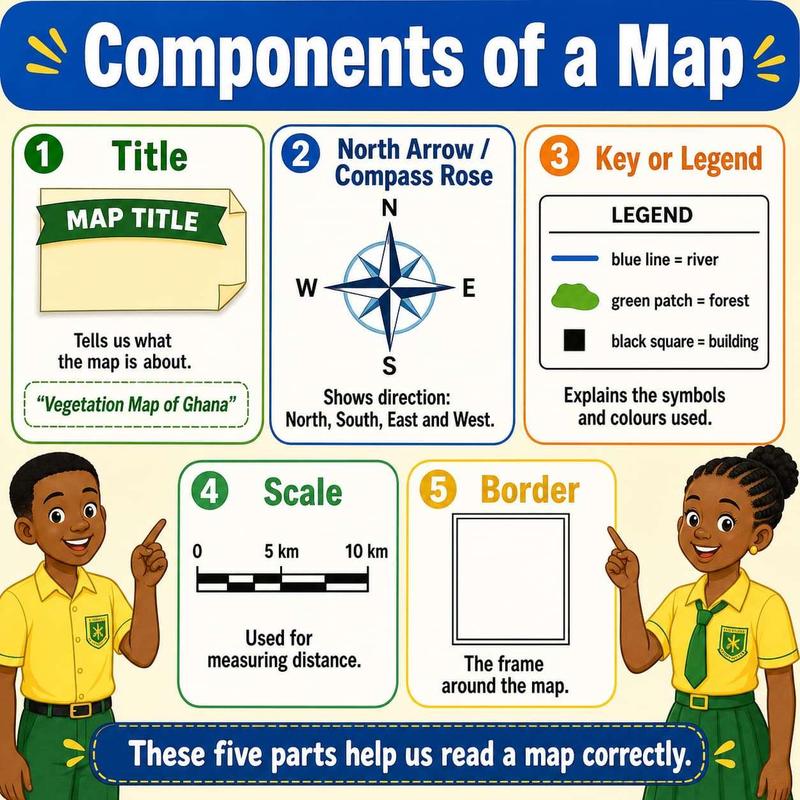 Components of a Map
1
Title
MAP TITLE
Tells us what
the map is about.
“Vegetation Map of Ghana”
2
North Arrow /
Compass Rose
N
W
E
S
Shows direction:
North, South, East and West.
3
Key or Legend
LEGEND
blue line = river
green patch = forest
black square = building
Explains the symbols
and colours used.
4
Scale
0 5 km 10 km
Used for
measuring distance.
5
Border
The frame
around the map.
These five parts help us read a map correctly.